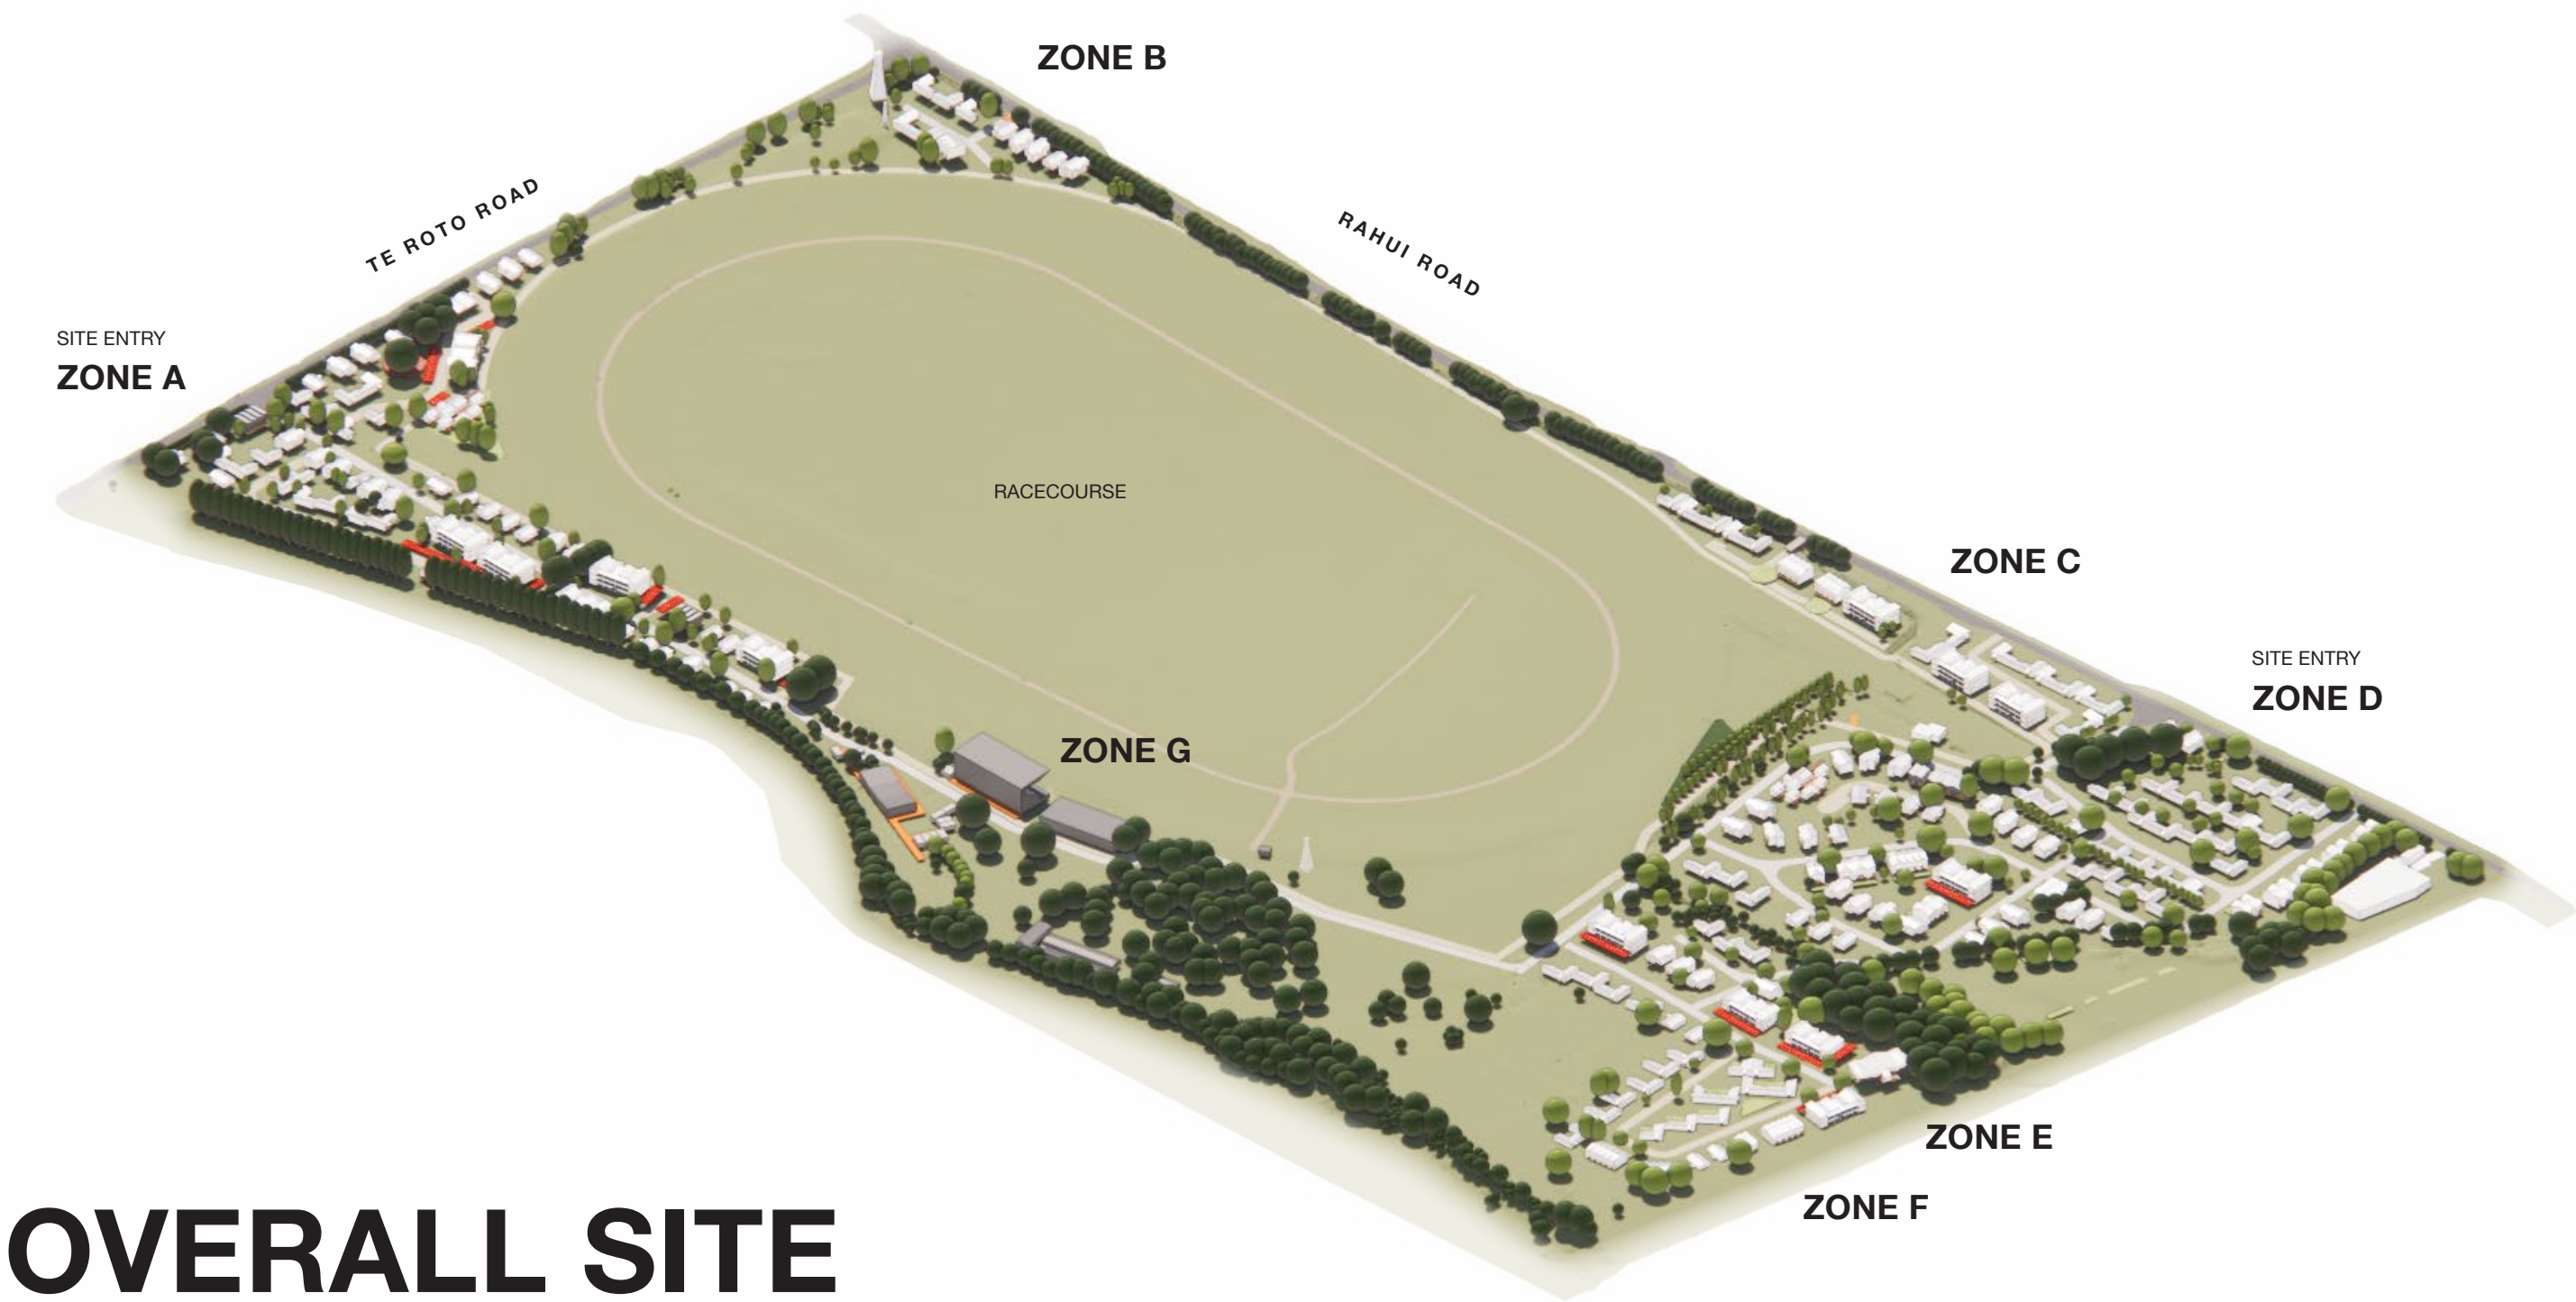 ZONE B
TE ROTO ROAD
RAHUI ROAD
SITE ENTRY
ZONE A
RACECOURSE
ZONE C
SITE ENTRY
ZONE D
ZONE G
ZONE E
ZONE F
OVERALL SITE